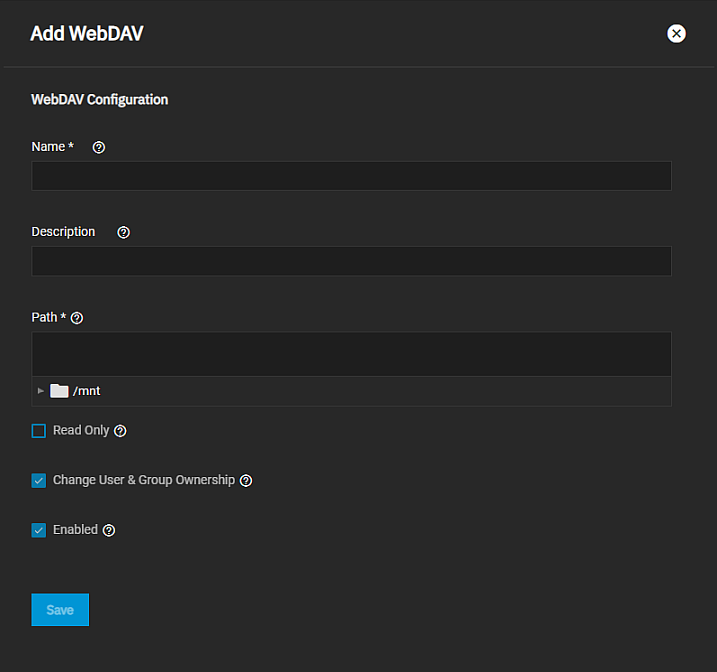 Add WebDAV
WebDAV Configuration
Name *
Description
Path *
/mnt
Read Only
Change User & Group Ownership
Enabled
Save